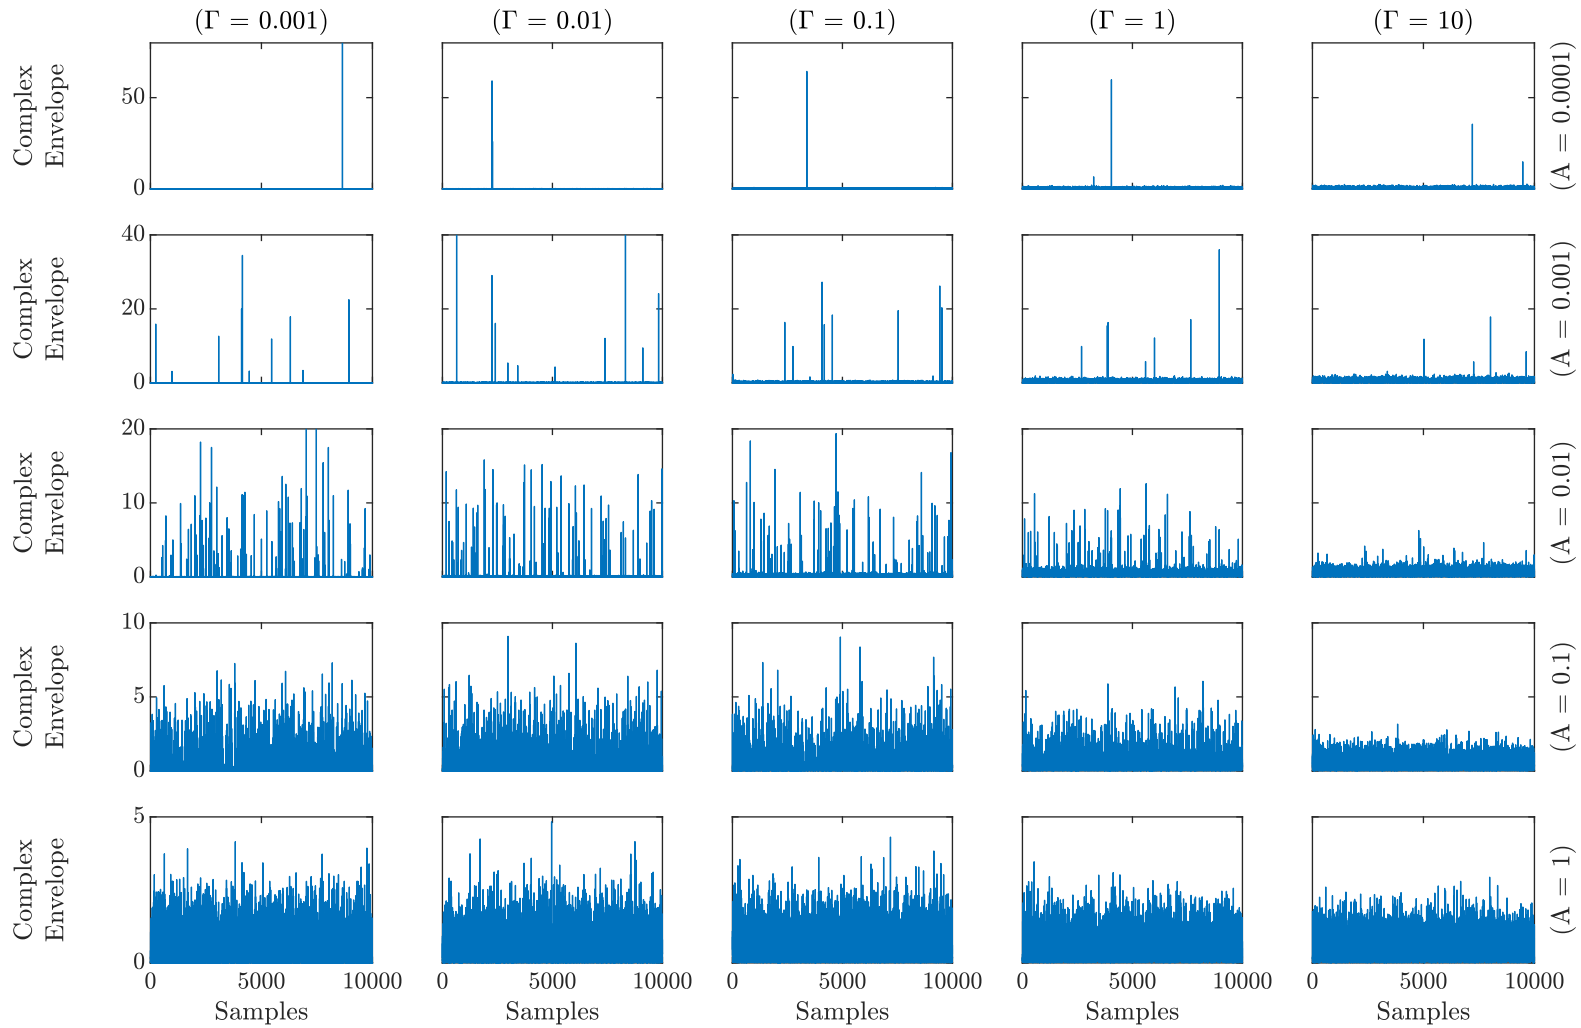 (Γ = 0.001) (Γ = 0.01) (Γ = 0.1) (Γ = 1) (Γ = 10)
Complex
Envelope
50
0
(A = 0.0001)
Complex
Envelope
40
20
0
(A = 0.001)
Complex
Envelope
20
10
0
(A = 0.01)
Complex
Envelope
10
5
0
(A = 0.1)
Complex
Envelope
5
0
(A = 1)
0 5000 10000 0 5000 10000 0 5000 10000 0 5000 10000 0 5000 10000
Samples Samples Samples Samples Samples